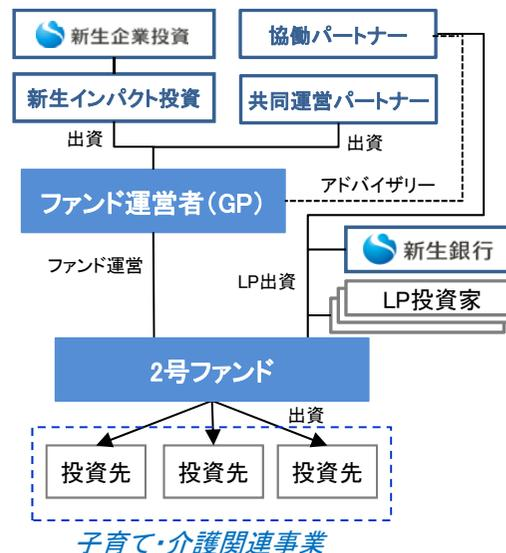 新生企業投資
協働パートナー
新生インパクト投資
共同運営パートナー
出資
出資
アドバイザリー
ファンド運営者(GP)
新生銀行
ファンド運営
LP出資
LP投資家
2号ファンド
出資
投資先
投資先
投資先
子育て・介護関連事業